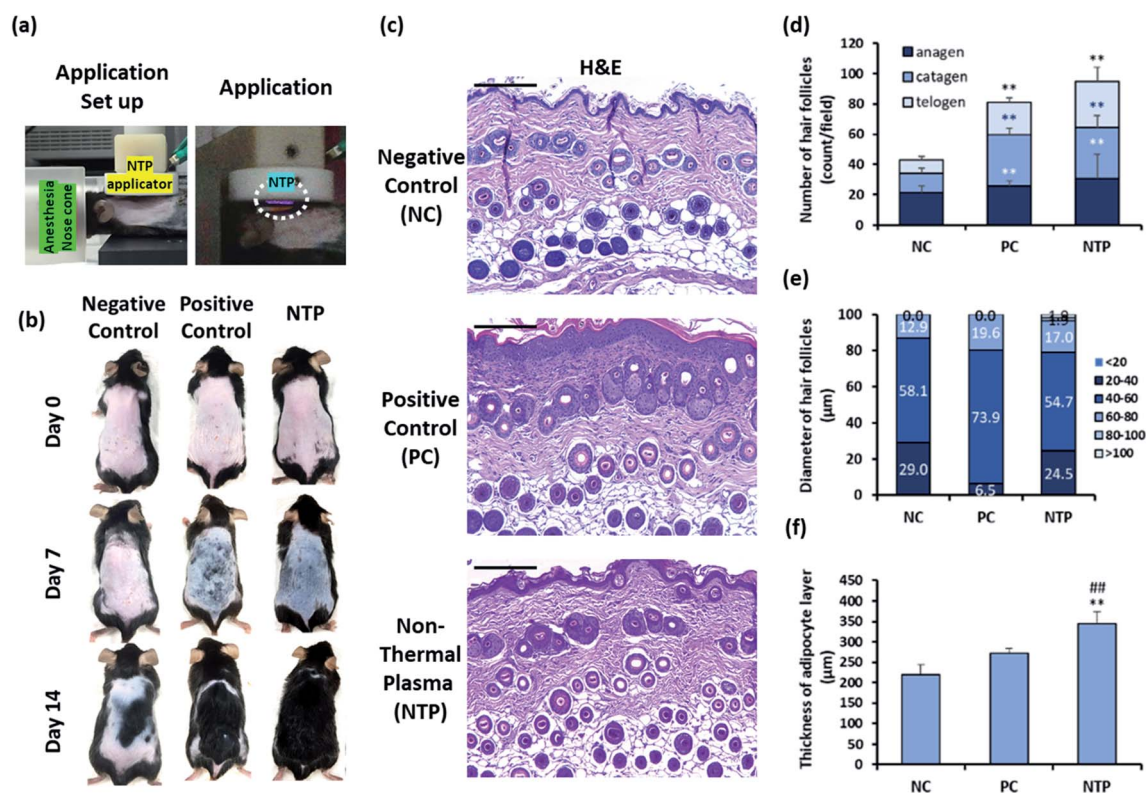 (a)
Application
Set up
Application
NTP
applicator
Anesthesia
Nose cone
NTP
(b)
Negative
Control
Positive
Control
NTP
Day 0
Day 7
Day 14
(c)
H&E
Negative
Control
(NC)
Positive
Control
(PC)
Non-
Thermal
Plasma
(NTP)
(d)
Number of hair follicles
(count/field)
120
100
80
60
40
20
0
anagen
catagen
telogen
**
**
**
**
**
**
NC
PC
NTP
(e)
Diameter of hair follicles
(μm)
100
80
60
40
20
0
0.0
12.9
58.1
29.0
0.0
19.6
73.9
6.5
1.9
17.0
54.7
24.5
<20
20-40
40-60
60-80
80-100
>100
NC
PC
NTP
(f)
Thickness of adipocyte layer
(μm)
450
400
350
300
250
200
150
100
50
0
##
**
NC
PC
NTP